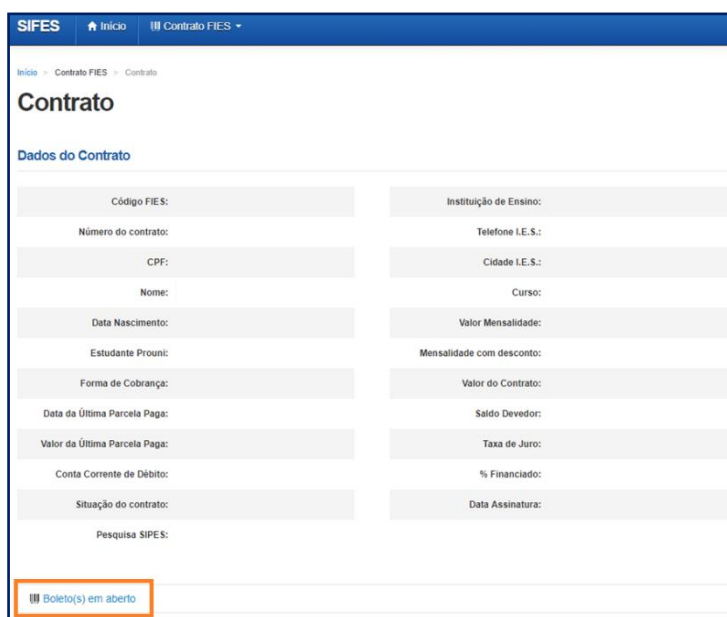 SIFES Início Contrato FIES
Início > Contrato FIES > Contrato
Contrato
Dados do Contrato
Código FIES: Instituição de Ensino:
Número do contrato: Telefone I.E.S.:
CPF: Cidade I.E.S.:
Nome: Curso:
Data Nascimento: Valor Mensalidade:
Estudante Prouni: Mensalidade com desconto:
Forma de Cobrança: Valor do Contrato:
Data da Última Parcela Paga: Saldo Devedor:
Valor da Última Parcela Paga: Taxa de Juro:
Conta Corrente de Débito: % Financiado:
Situação do contrato: Data Assinatura:
Pesquisa SIPES:
Boleto(s) em aberto